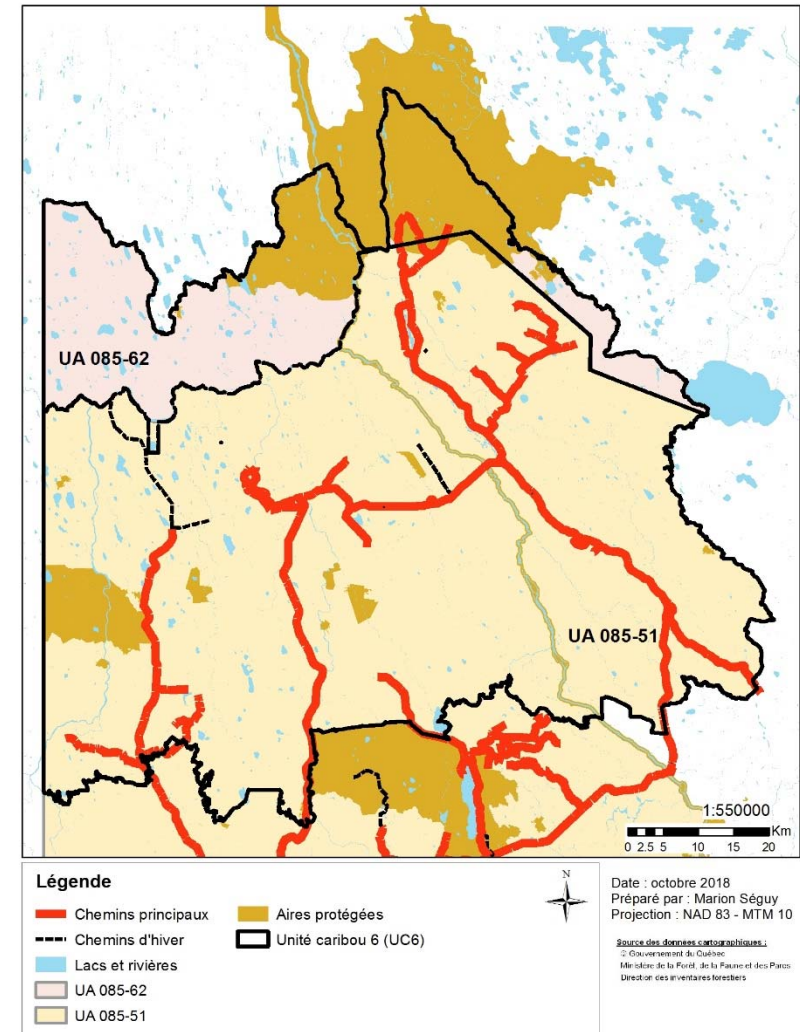 UA 085-62
UA 085-51
1:550000
Km
0 2.5 5 10 15 20
Légende
Chemins principaux
Chemins d'hiver
Lacs et rivières
UA 085-62
UA 085-51
Aires protégées
Unité caribou 6 (UC6)
N
Date : octobre 2018
Préparé par : Marion Séguy
Projection : NAD 83 - MTM 10
Source des données cartographiques :
© Gouvernement du Québec
Ministère de la Forêt, de la Faune et des Parcs
Direction des inventaires forestiers